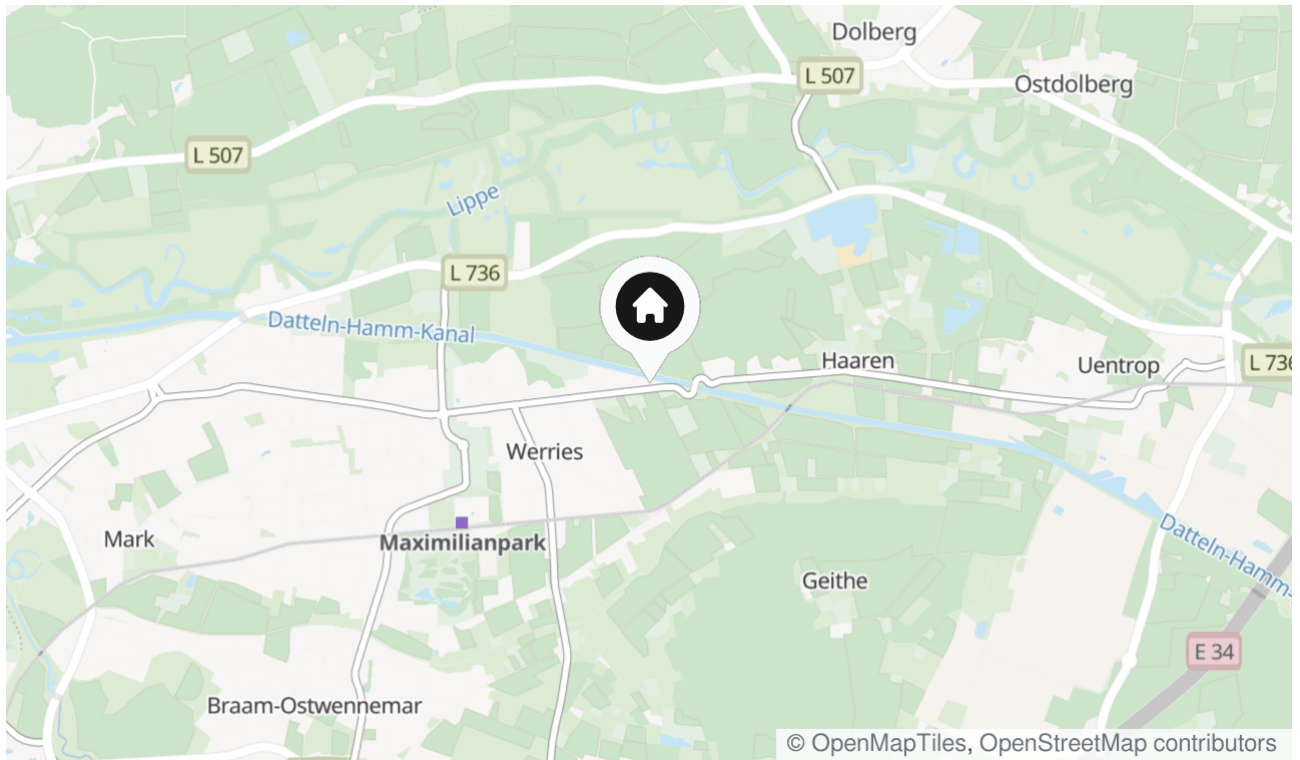 Dolberg
L 507
Ostdolberg
L 507
Lippe
L 736
Datteln-Hamm-Kanal
Haaren
Uentrop
L 736
Werries
Mark
Maximilianpark
Datteln-Hamm-
Geithe
E 34
Braam-Ostwennemar
© OpenMapTiles, OpenStreetMap contributors